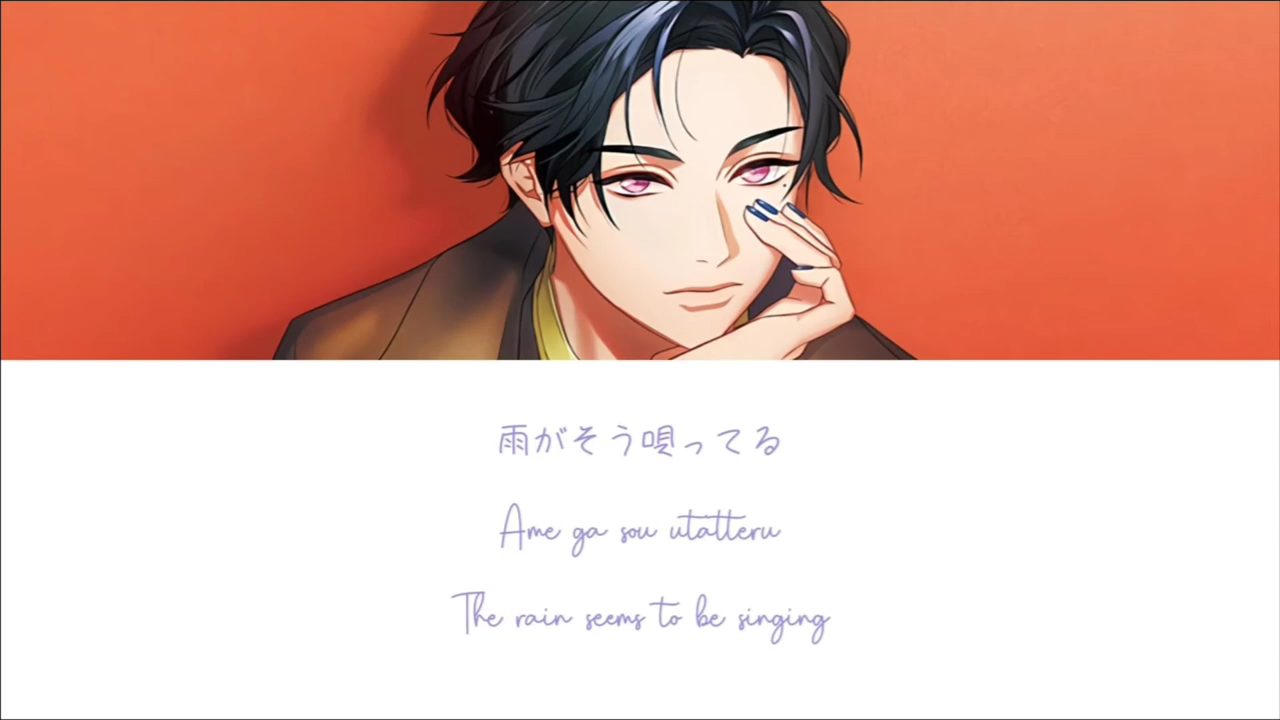 雨がそう唄ってる
Ame ga sou utatteru
The rain seems to be singing